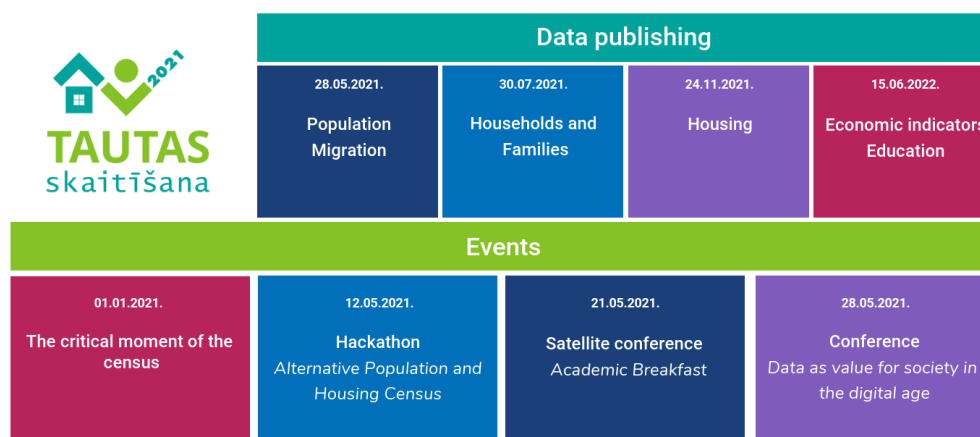 2021
TAUTAS
skaitīšana
Data publishing
28.05.2021.
Population
Migration
30.07.2021.
Households and
Families
24.11.2021.
Housing
15.06.2022.
Economic indicators
Education
Events
01.01.2021.
The critical moment of the
census
12.05.2021.
Hackathon
Alternative Population and
Housing Census
21.05.2021.
Satellite conference
Academic Breakfast
28.05.2021.
Conference
Data as value for society in
the digital age